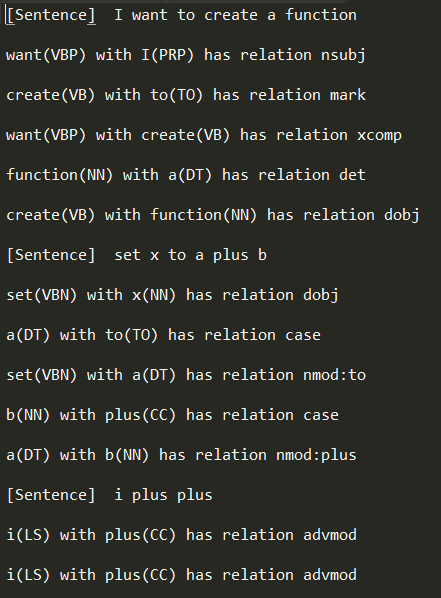 [Sentence]  I want to create a function
want(VBP) with I(PRP) has relation nsubj
create(VB) with to(TO) has relation mark
want(VBP) with create(VB) has relation xcomp
function(NN) with a(DT) has relation det
create(VB) with function(NN) has relation dobj
[Sentence]  set x to a plus b
set(VBN) with x(NN) has relation dobj
a(DT) with to(TO) has relation case
set(VBN) with a(DT) has relation nmod:to
b(NN) with plus(CC) has relation case
a(DT) with b(NN) has relation nmod:plus
[Sentence]  i plus plus
i(LS) with plus(CC) has relation advmod
i(LS) with plus(CC) has relation advmod